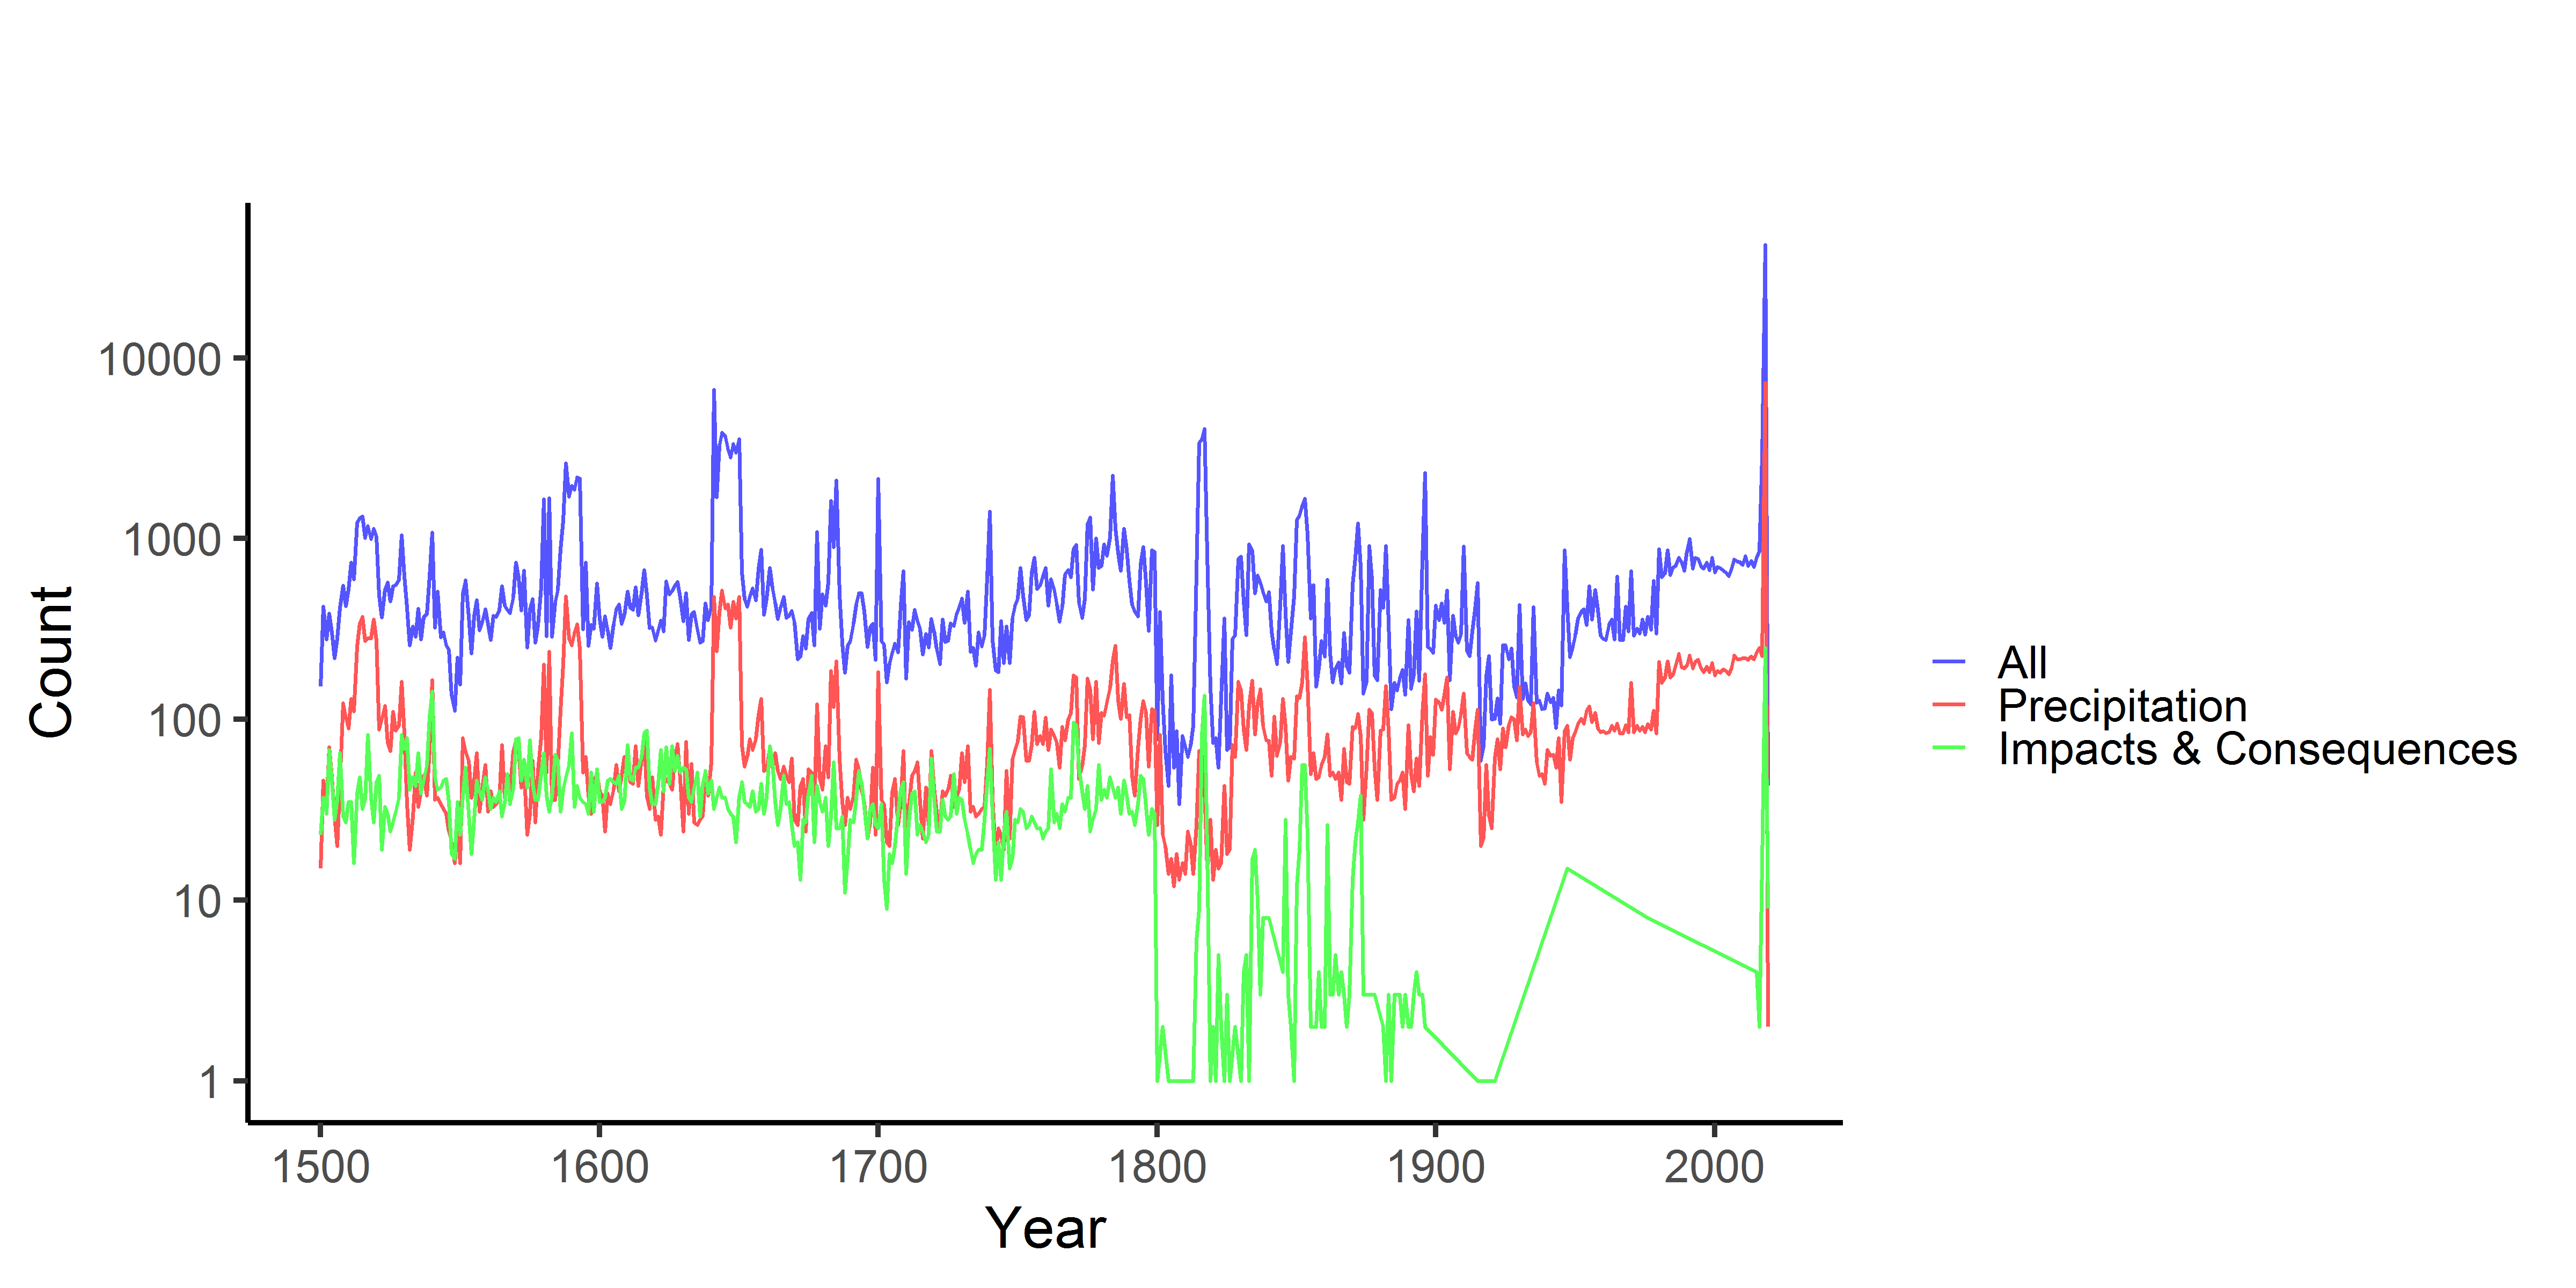 10000
1000
100
10
1
Count
1500 1600 1700 1800 1900 2000
Year
All
Precipitation
Impacts & Consequences